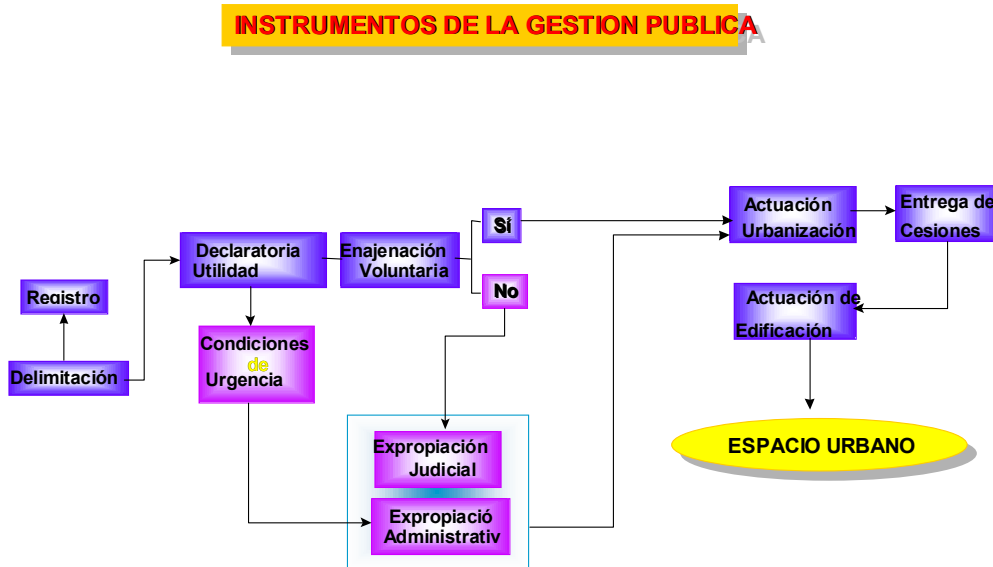 INSTRUMENTOS DE LA GESTION PUBLICA
Registro
Delimitación
Declaratoria
Utilidad
Condiciones
de
Urgencia
Enajenación
Voluntaria
Sí
No
Expropiación
Judicial
Expropiació
Administrativ
Actuación
Urbanización
Entrega de
Cesiones
Actuación de
Edificación
ESPACIO URBANO